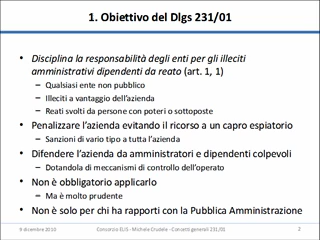 1. Obiettivo del Dlgs 231/01
• Disciplina la responsabilità degli enti per gli illeciti
amministrativi dipendenti da reato (art. 1, 1)
– Qualsiasi ente non pubblico
– Illeciti a vantaggio dell'azienda
– Reati svolti da persone con poteri o sottoposte
• Penalizzare l'azienda evitando il ricorso a un capro espiatorio
– Sanzioni di vario tipo a tutta l'azienda
• Difendere l'azienda da amministratori e dipendenti colpevoli
– Dotandola di meccanismi di controllo dell'operato
• Non è obbligatorio applicarlo
– Ma è molto prudente
• Non è solo per chi ha rapporti con la Pubblica Amministrazione
9 dicembre 2010 Consorzio ELIS - Michele Crudele - Concetti generali 231/01 2